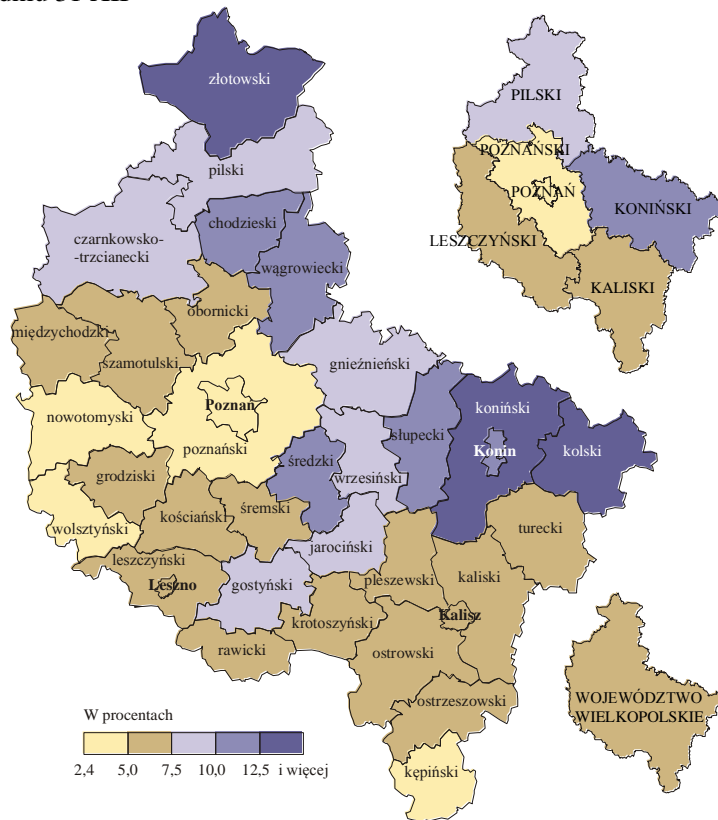 złotowski
pilski
czarnkowsko-
-trzcianecki
chodzieski
wągrowiecki
obornicki
międzychodzki
szamotulski
gnieźnieński
nowotomyski
Poznań
poznański
koniński
słupecki
Konin
kolski
średzki
wrzesiński
grodziski
kościański
śremski
wolsztyński
turecki
jarociński
leszczyński
Leszno
gostyński
pleszewski
kaliski
krotoszyński
Kalisz
rawicki
ostrowski
ostrzeszowski
kępiński
PILSKI
POZNAŃSKI
POZNAŃ
KONIŃSKI
LESZCZYŃSKI
KALISKI
WOJEWÓDZTWO
WIELKOPOLSKIE
W procentach
2,4 5,0 7,5 10,0 12,5 i więcej